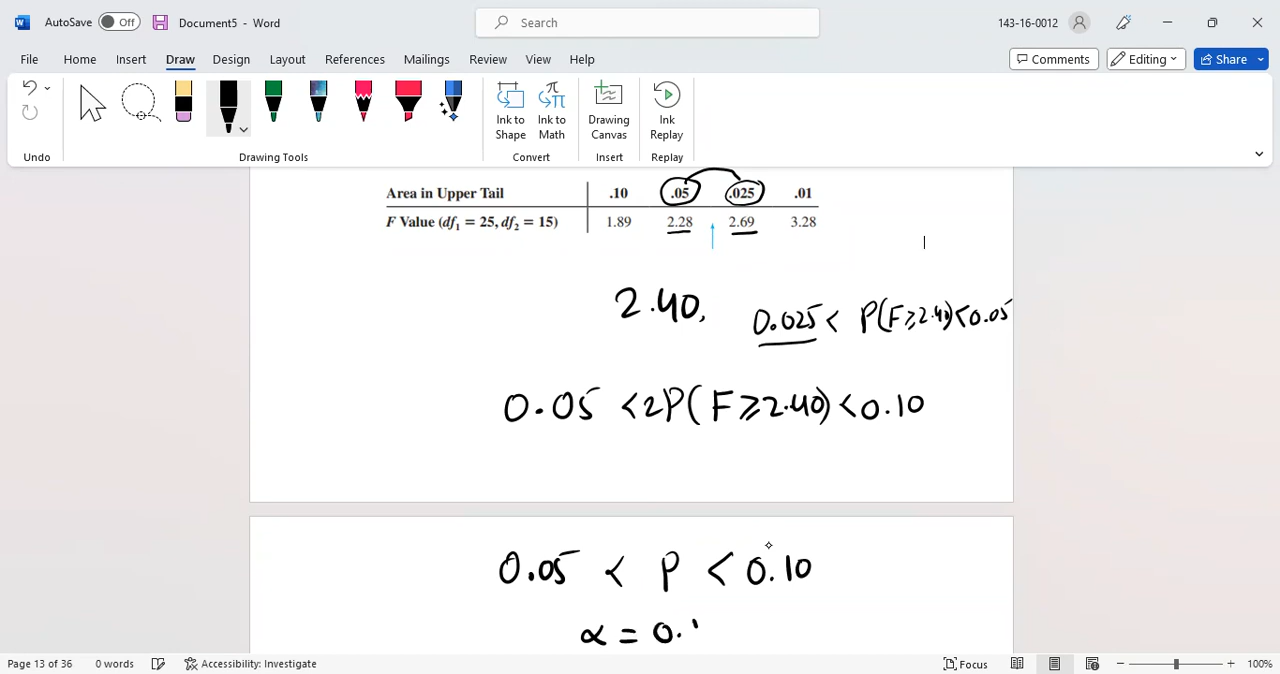 AutoSave Off Document5 - Word Search 143-16-0012
File Home Insert Draw Design Layout References Mailings Review View Help Comments Editing Share
Undo
Drawing Tools
Ink to Shape
Ink to Math
Convert
Drawing Canvas
Insert
Ink Replay
Replay
Area in Upper Tail .10 .05 .025 .01
F Value (df₁ = 25, df₂ = 15) 1.89 2.28 2.69 3.28
2.40,
0.025 < P(F≥2.40)<0.05
0.05 <2P(F≥2.40)<0.10
0.05 < P < 0.10
α = 0.
Page 13 of 36 0 words Accessibility: Investigate Focus 100%